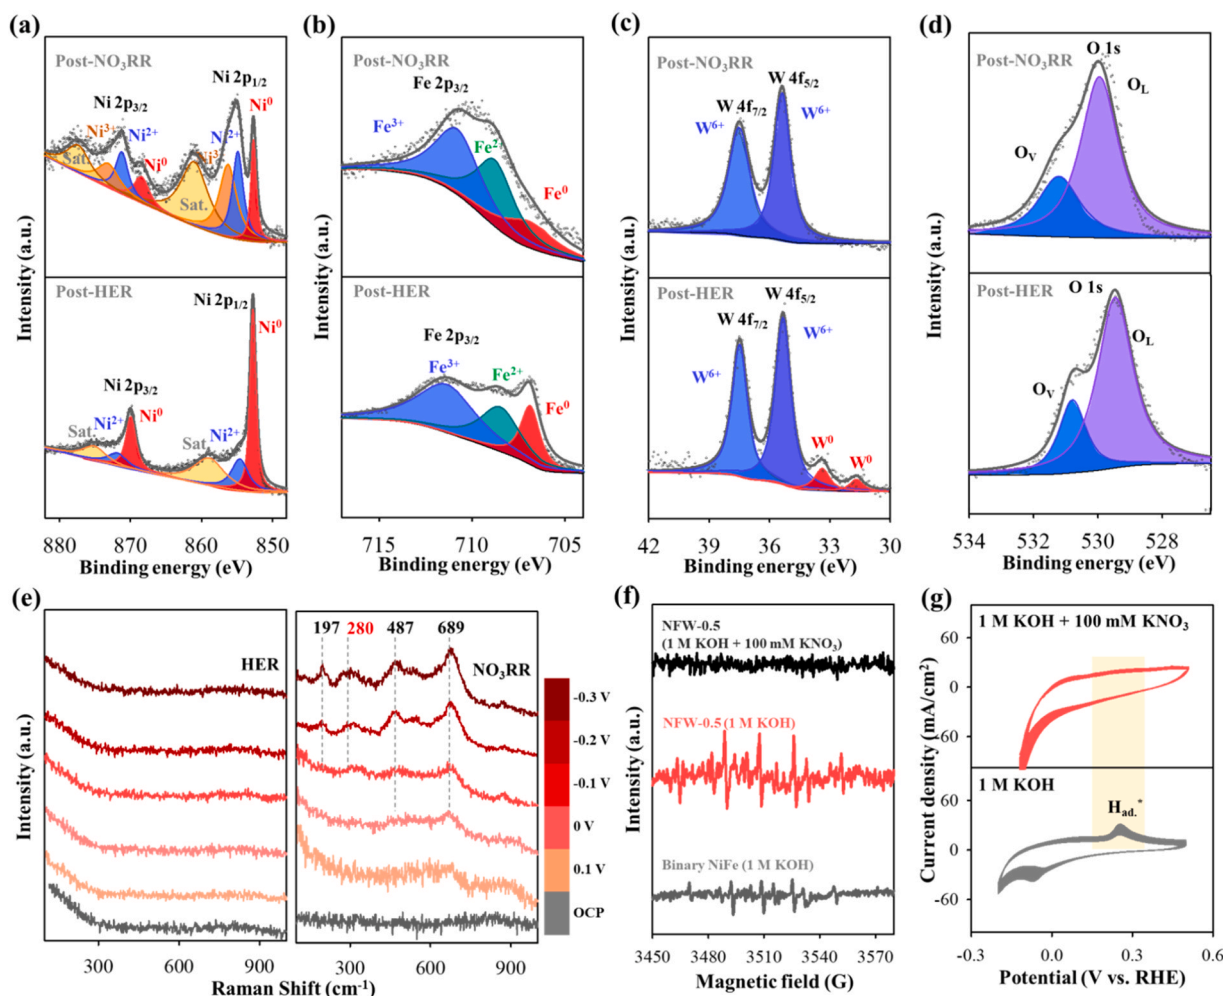 (a)
Post-NO₃RR
Ni 2p₁/₂
Ni⁰
Ni 2p₃/₂
Ni³⁺
Ni²⁺
Ni²⁺
Sat.
Ni⁰
Ni³⁺
Sat.
Post-HER
Ni 2p₁/₂
Ni⁰
Ni 2p₃/₂
Ni²⁺
Ni⁰
Sat.
Sat.
Ni²⁺
Intensity (a.u.)
880 870 860 850
Binding energy (eV)
(b)
Post-NO₃RR
Fe 2p₃/₂
Fe³⁺
Fe²⁺
Fe⁰
Post-HER
Fe 2p₃/₂
Fe³⁺
Fe²⁺
Fe⁰
Intensity (a.u.)
715 710 705
Binding energy (eV)
(c)
Post-NO₃RR
W 4f₅/₂
W 4f₇/₂
W⁶⁺
W⁶⁺
Post-HER
W 4f₅/₂
W 4f₇/₂
W⁶⁺
W⁶⁺
W⁰
W⁰
Intensity (a.u.)
42 39 36 33 30
Binding energy (eV)
(d)
O 1s
Post-NO₃RR
O_L
O_V
Post-HER
O 1s
O_L
O_V
Intensity (a.u.)
534 532 530 528
Binding energy (eV)
(e)
HER
197 280 487 689
NO₃RR
-0.3 V
-0.2 V
-0.1 V
0 V
0.1 V
OCP
Intensity (a.u.)
300 600 900
300 600 900
Raman Shift (cm⁻¹)
(f)
NFW-0.5
(1 M KOH + 100 mM KNO₃)
NFW-0.5 (1 M KOH)
Binary NiFe (1 M KOH)
Intensity (a.u.)
3450 3480 3510 3540 3570
Magnetic field (G)
(g)
1 M KOH + 100 mM KNO₃
60
0
-60
1 M KOH
H_ad.*
60
0
-60
Current density (mA/cm²)
-0.3 0.0 0.3 0.6
Potential (V vs. RHE)